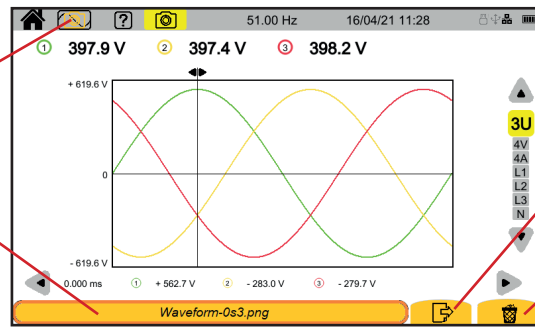 ? 51.00 Hz 16/04/21 11:28
1 397.9 V 2 397.4 V 3 398.2 V
+ 619.6 V
3U
4V
4A
L1
L2
L3
N
0
- 619.6 V
0.000 ms 1 + 562.7 V 2 - 283.0 V 3 - 279.7 V
Waveform-0s3.png